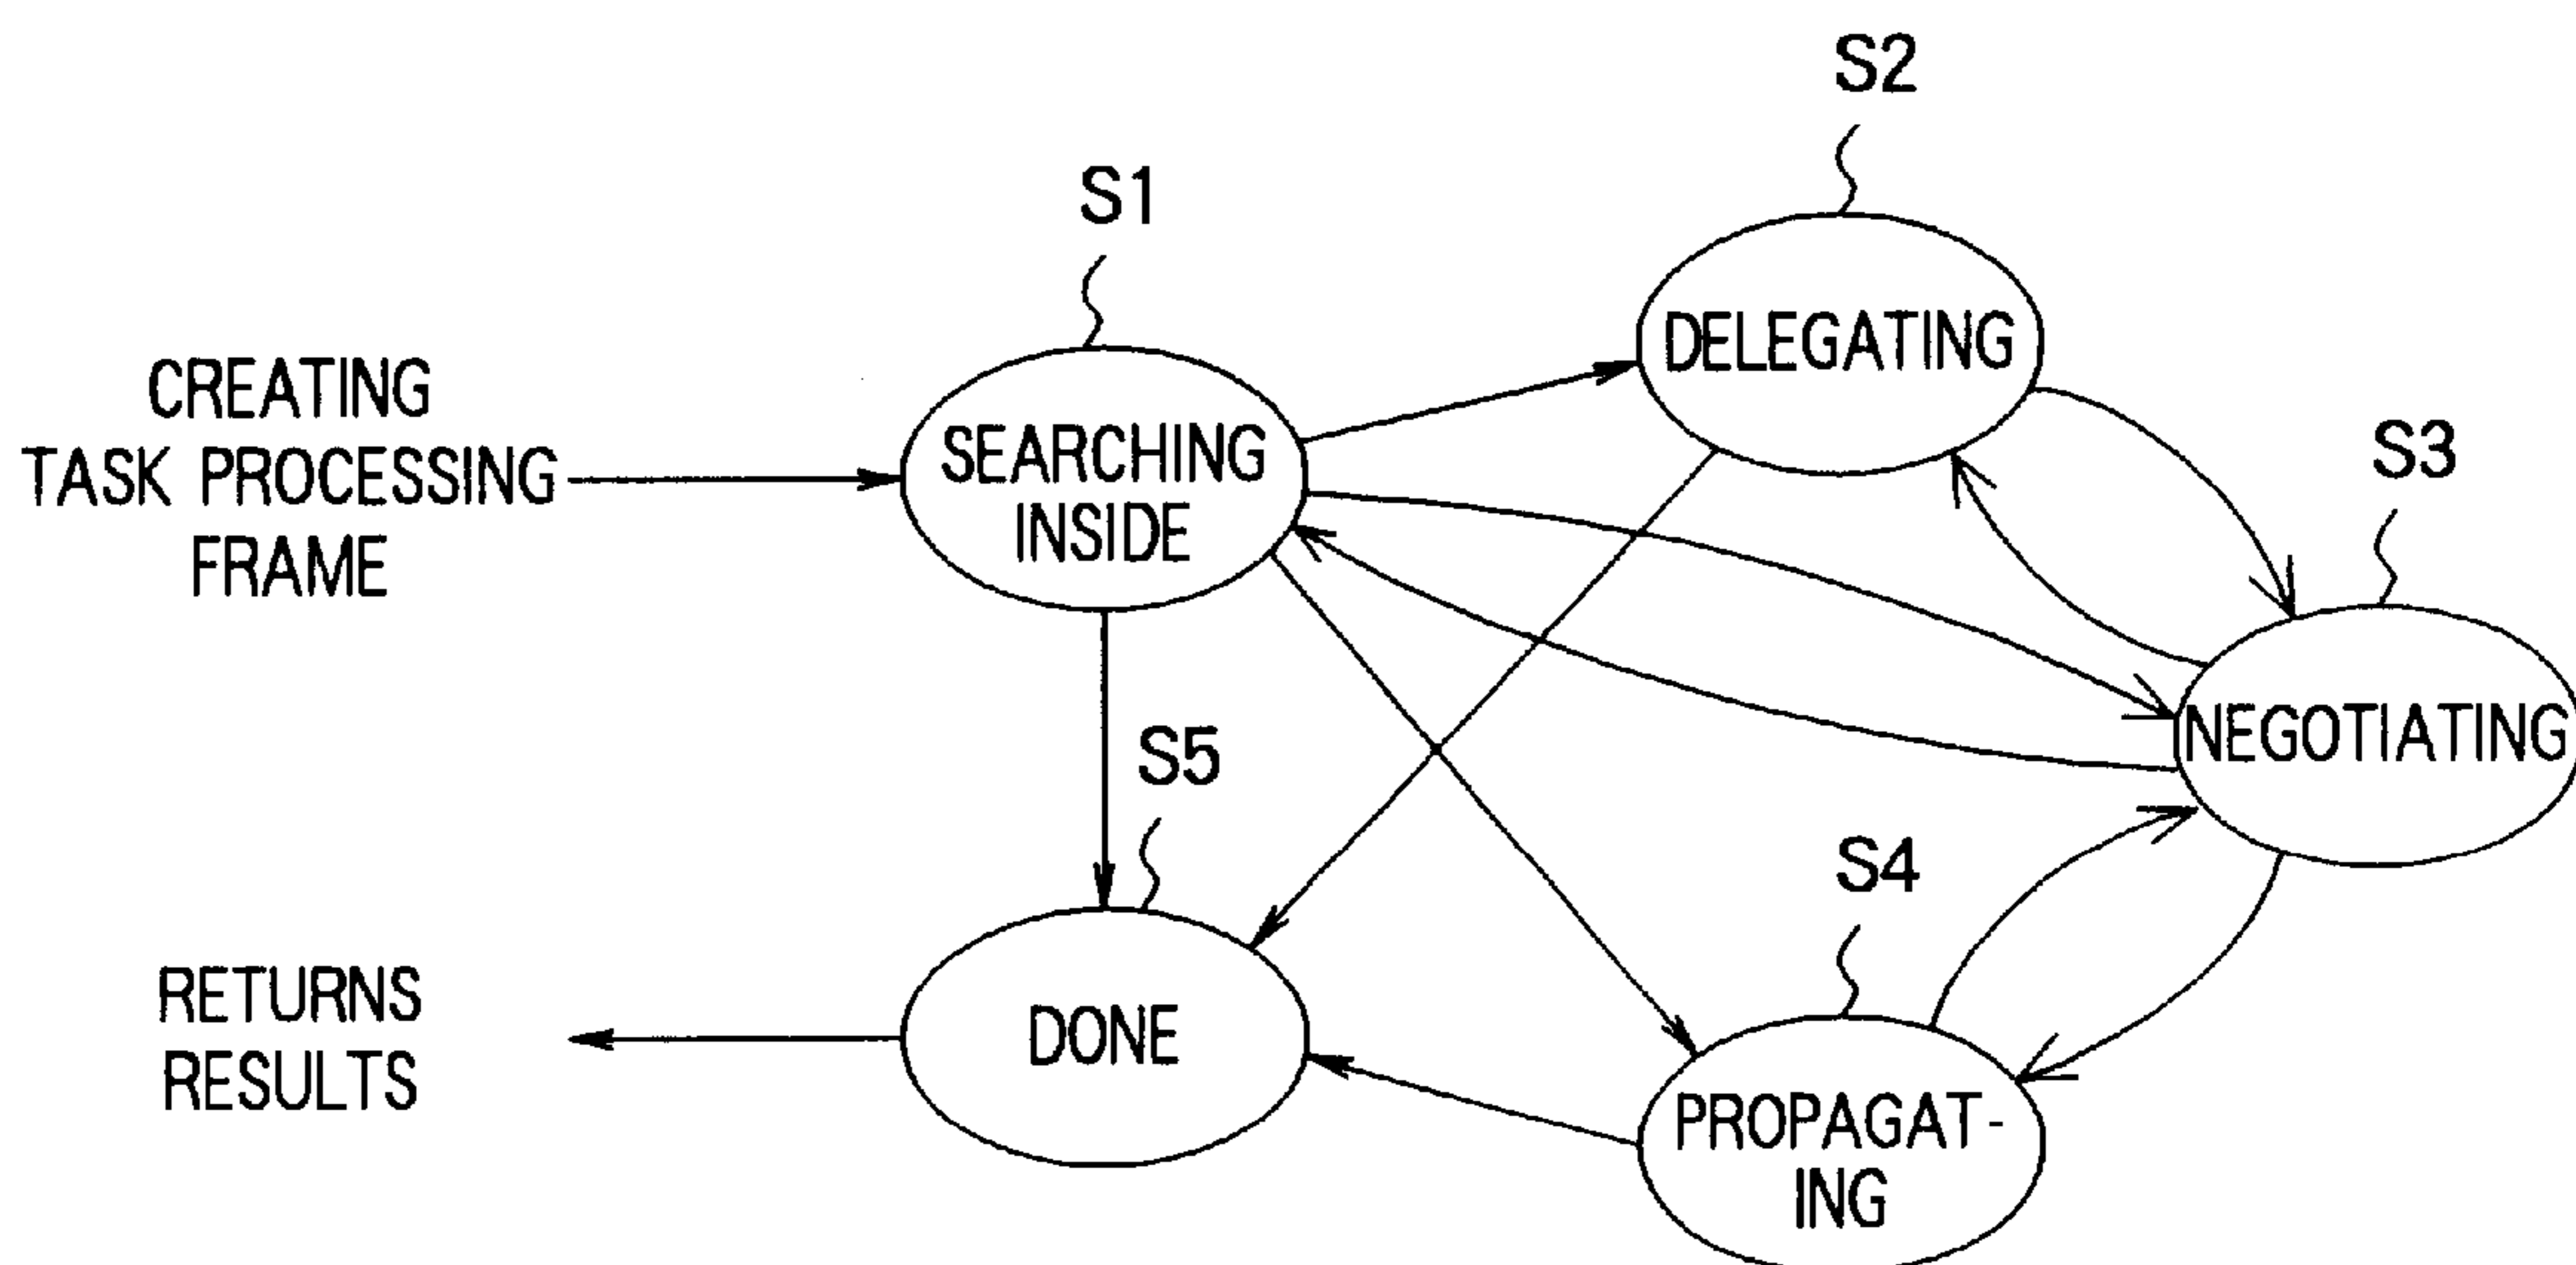 S2
S1
DELEGATING
CREATING
TASK PROCESSING
FRAME
SEARCHING
INSIDE
S3
NEGOTIATING
S5
S4
RETURNS
RESULTS
DONE
PROPAGAT-
ING